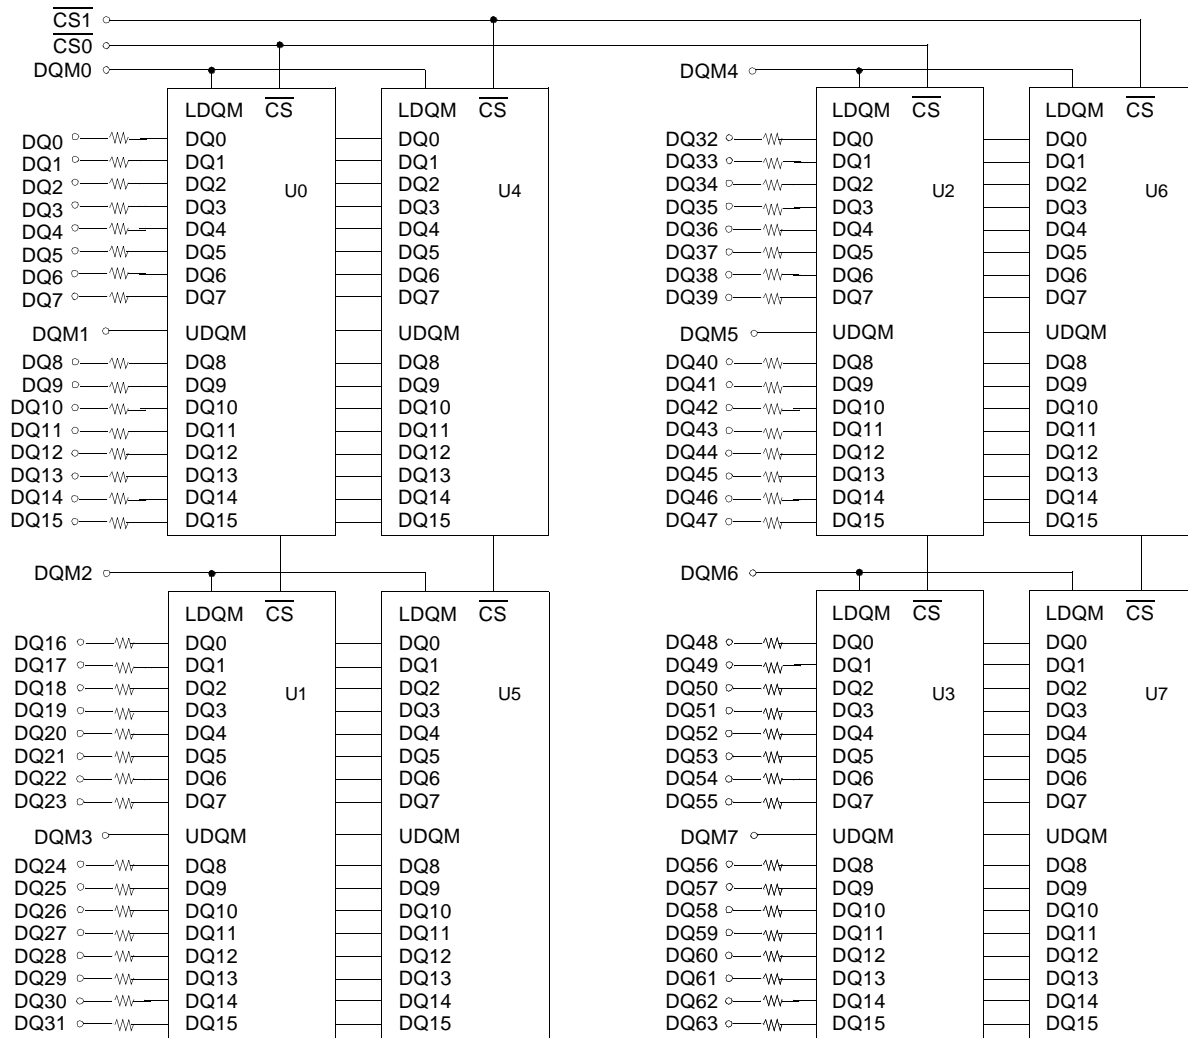 CS1
CS0
DQM0
LDQM CS
LDQM CS
DQ0 DQ0 DQ0
DQ1 DQ1 DQ1
DQ2 DQ2 DQ2
U0 U4
DQ3 DQ3 DQ3
DQ4 DQ4 DQ4
DQ5 DQ5 DQ5
DQ6 DQ6 DQ6
DQ7 DQ7 DQ7
DQM1 UDQM UDQM
DQ8 DQ8 DQ8
DQ9 DQ9 DQ9
DQ10 DQ10 DQ10
DQ11 DQ11 DQ11
DQ12 DQ12 DQ12
DQ13 DQ13 DQ13
DQ14 DQ14 DQ14
DQ15 DQ15 DQ15
DQM2
LDQM CS
LDQM CS
DQ16 DQ0 DQ0
DQ17 DQ1 DQ1
DQ18 DQ2 DQ2
U1 U5
DQ19 DQ3 DQ3
DQ20 DQ4 DQ4
DQ21 DQ5 DQ5
DQ22 DQ6 DQ6
DQ23 DQ7 DQ7
DQM3 UDQM UDQM
DQ24 DQ8 DQ8
DQ25 DQ9 DQ9
DQ26 DQ10 DQ10
DQ27 DQ11 DQ11
DQ28 DQ12 DQ12
DQ29 DQ13 DQ13
DQ30 DQ14 DQ14
DQ31 DQ15 DQ15
DQM4
LDQM CS
LDQM CS
DQ32 DQ0 DQ0
DQ33 DQ1 DQ1
DQ34 DQ2 DQ2
U2 U6
DQ35 DQ3 DQ3
DQ36 DQ4 DQ4
DQ37 DQ5 DQ5
DQ38 DQ6 DQ6
DQ39 DQ7 DQ7
DQM5 UDQM UDQM
DQ40 DQ8 DQ8
DQ41 DQ9 DQ9
DQ42 DQ10 DQ10
DQ43 DQ11 DQ11
DQ44 DQ12 DQ12
DQ45 DQ13 DQ13
DQ46 DQ14 DQ14
DQ47 DQ15 DQ15
DQM6
LDQM CS
LDQM CS
DQ48 DQ0 DQ0
DQ49 DQ1 DQ1
DQ50 DQ2 DQ2
U3 U7
DQ51 DQ3 DQ3
DQ52 DQ4 DQ4
DQ53 DQ5 DQ5
DQ54 DQ6 DQ6
DQ55 DQ7 DQ7
DQM7 UDQM UDQM
DQ56 DQ8 DQ8
DQ57 DQ9 DQ9
DQ58 DQ10 DQ10
DQ59 DQ11 DQ11
DQ60 DQ12 DQ12
DQ61 DQ13 DQ13
DQ62 DQ14 DQ14
DQ63 DQ15 DQ15